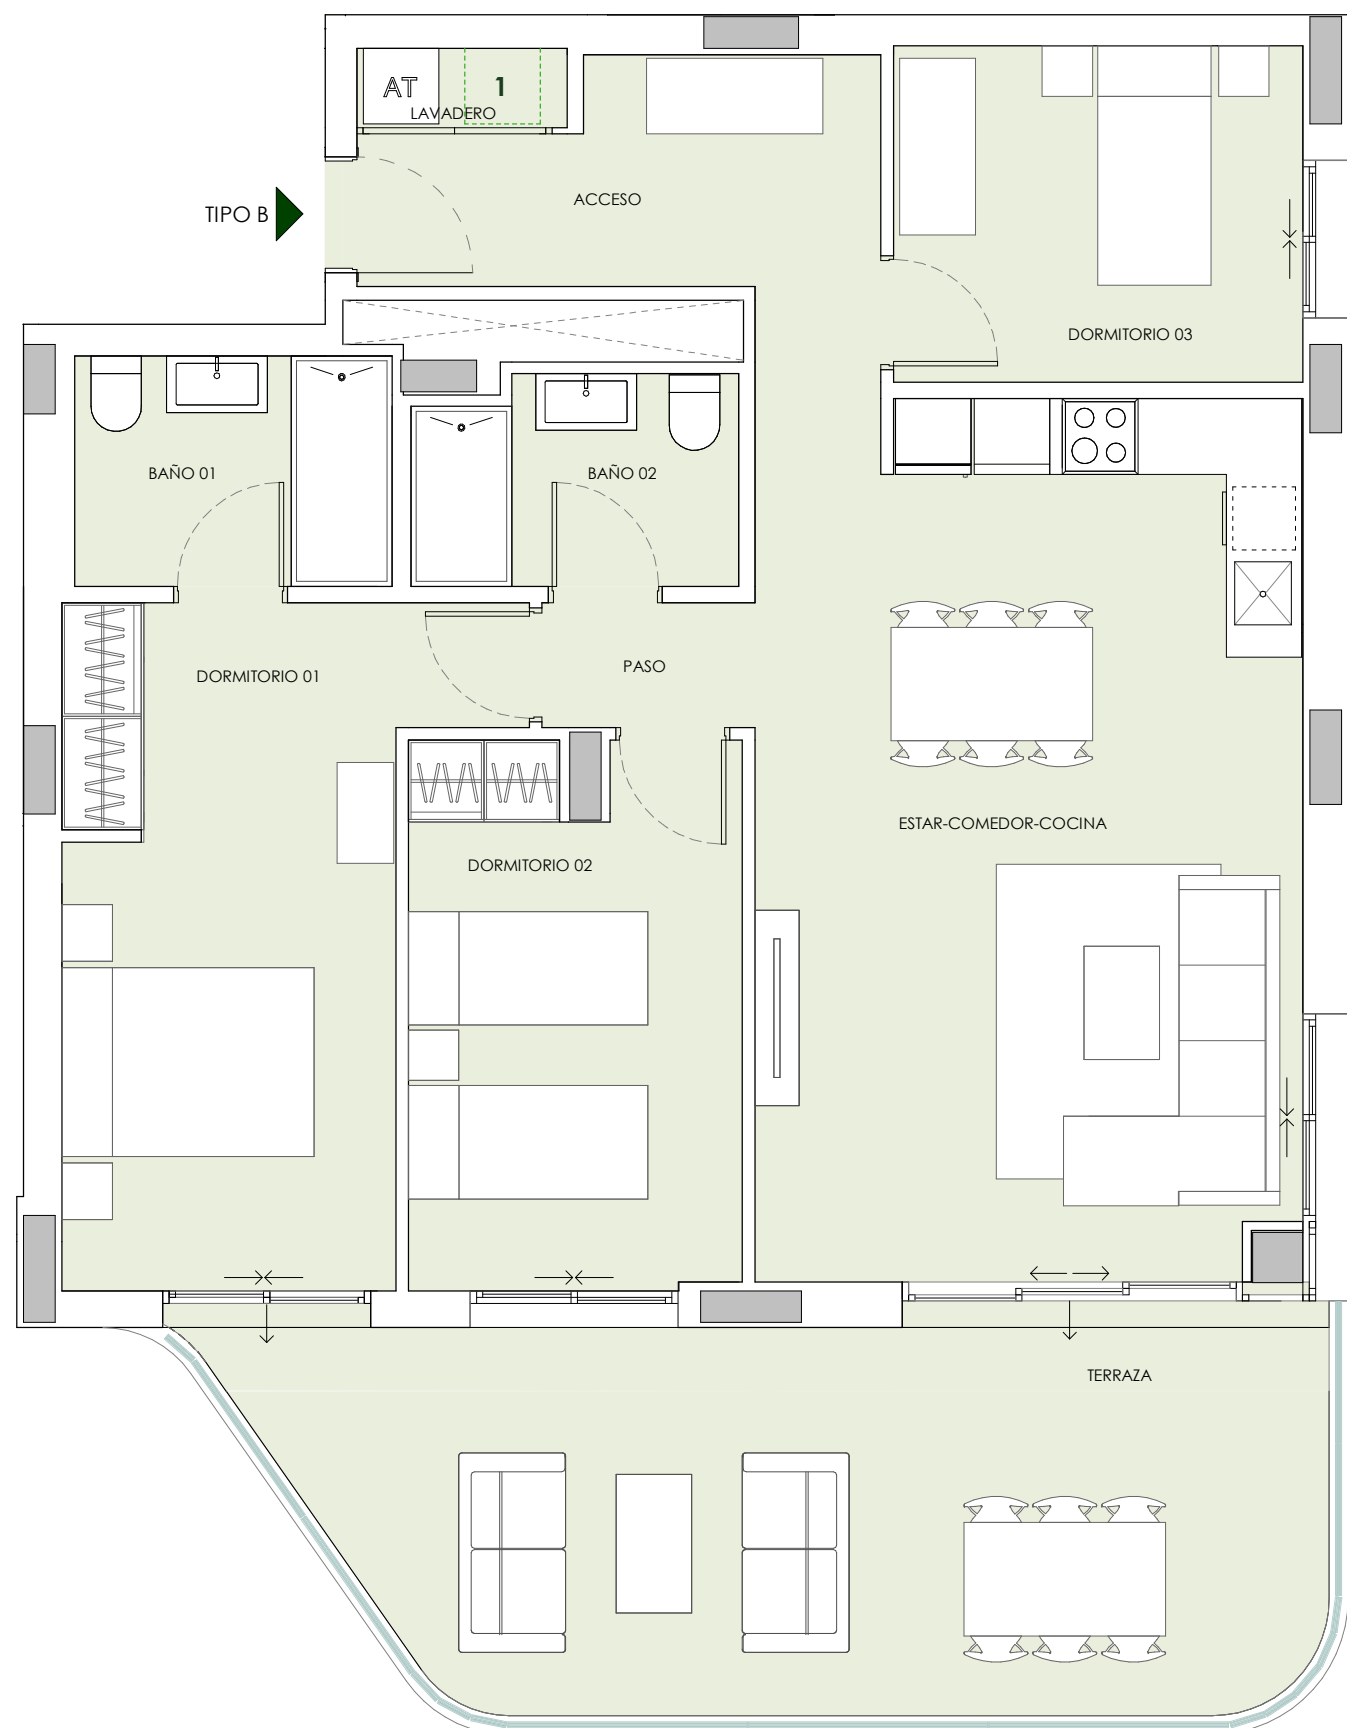 AT
1
LAVADERO
ACCESO
TIPO B
DORMITORIO 03
BAÑO 01
BAÑO 02
DORMITORIO 01
PASO
ESTAR-COMEDOR-COCINA
DORMITORIO 02
TERRAZA